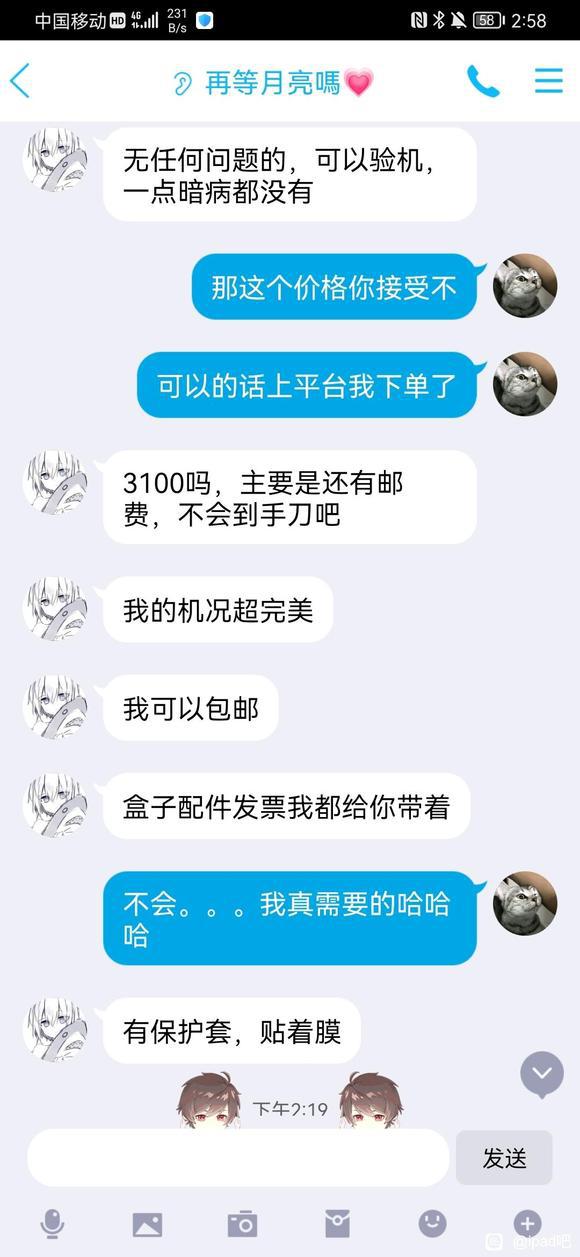 中国移动 HD 4G 231 B/s 58 2:58
再等月亮嗎
无任何问题的，可以验机，
一点暗病都没有
那这个价格你接受不
可以的话上平台我下单了
3100吗，主要是还有邮
费，不会到手刀吧
我的机况超完美
我可以包邮
盒子配件发票我都给你带着
不会。。。我真需要的哈哈
哈
有保护套，贴着膜
下午2:19
发送
@ipad吧